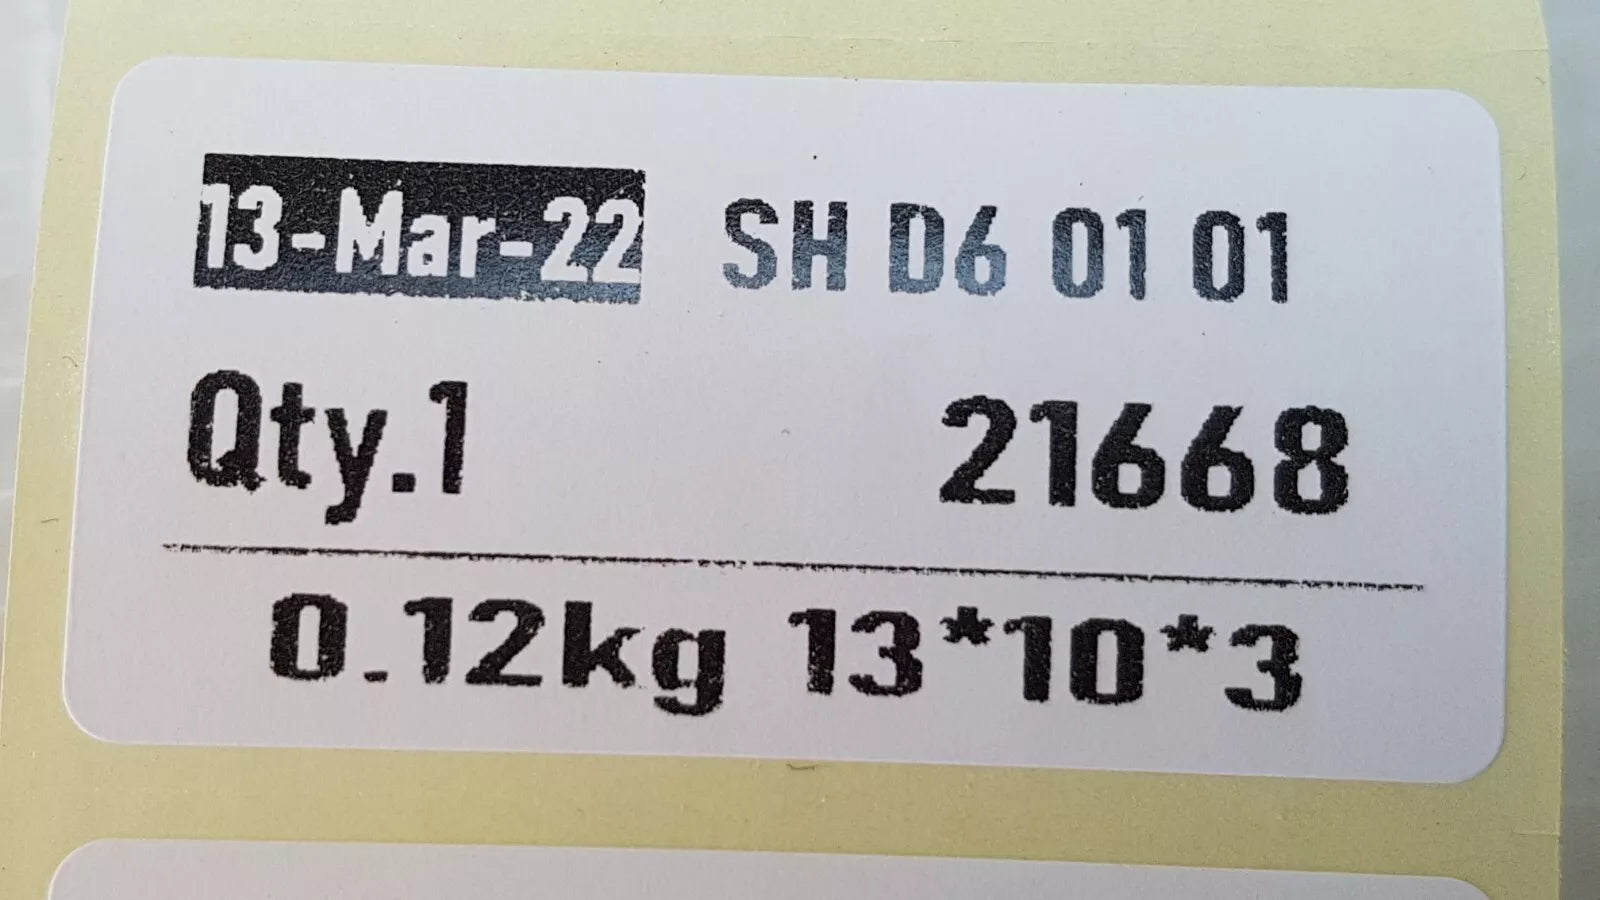 13-Mar-22 SH D6 01 01
Qty.1 21668
0.12kg 13*10*3